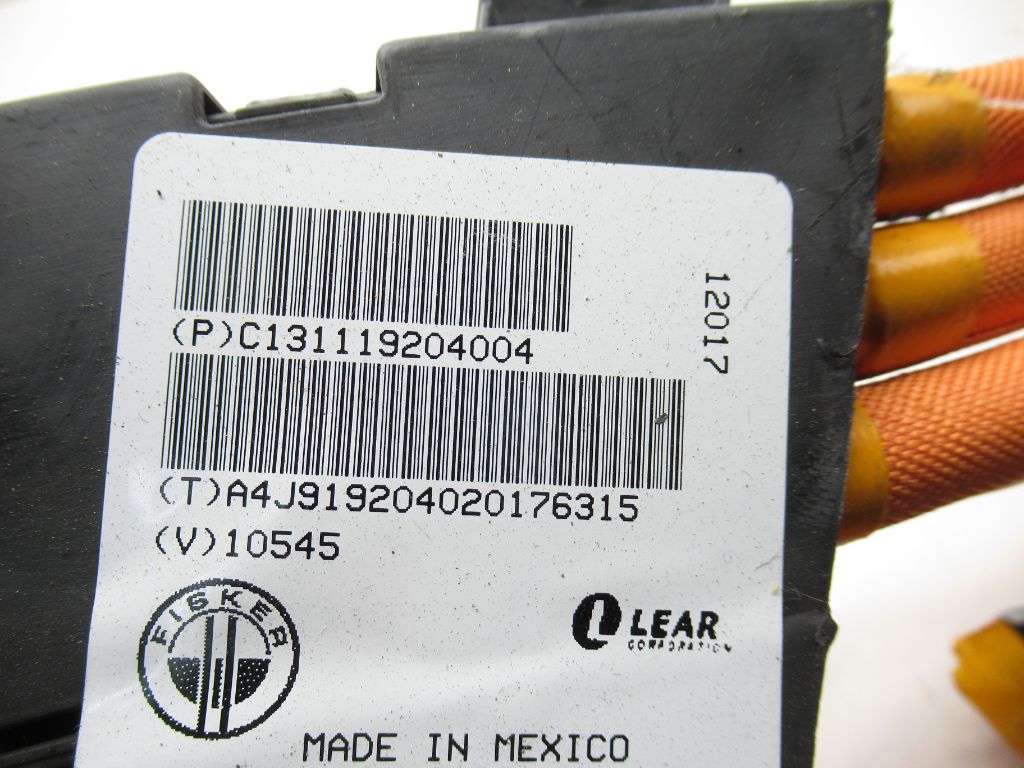 (P)C131119204004
12017
(T)A4J919204020176315
(V)10545
FISKER
LEAR
CORPORATION
MADE IN MEXICO